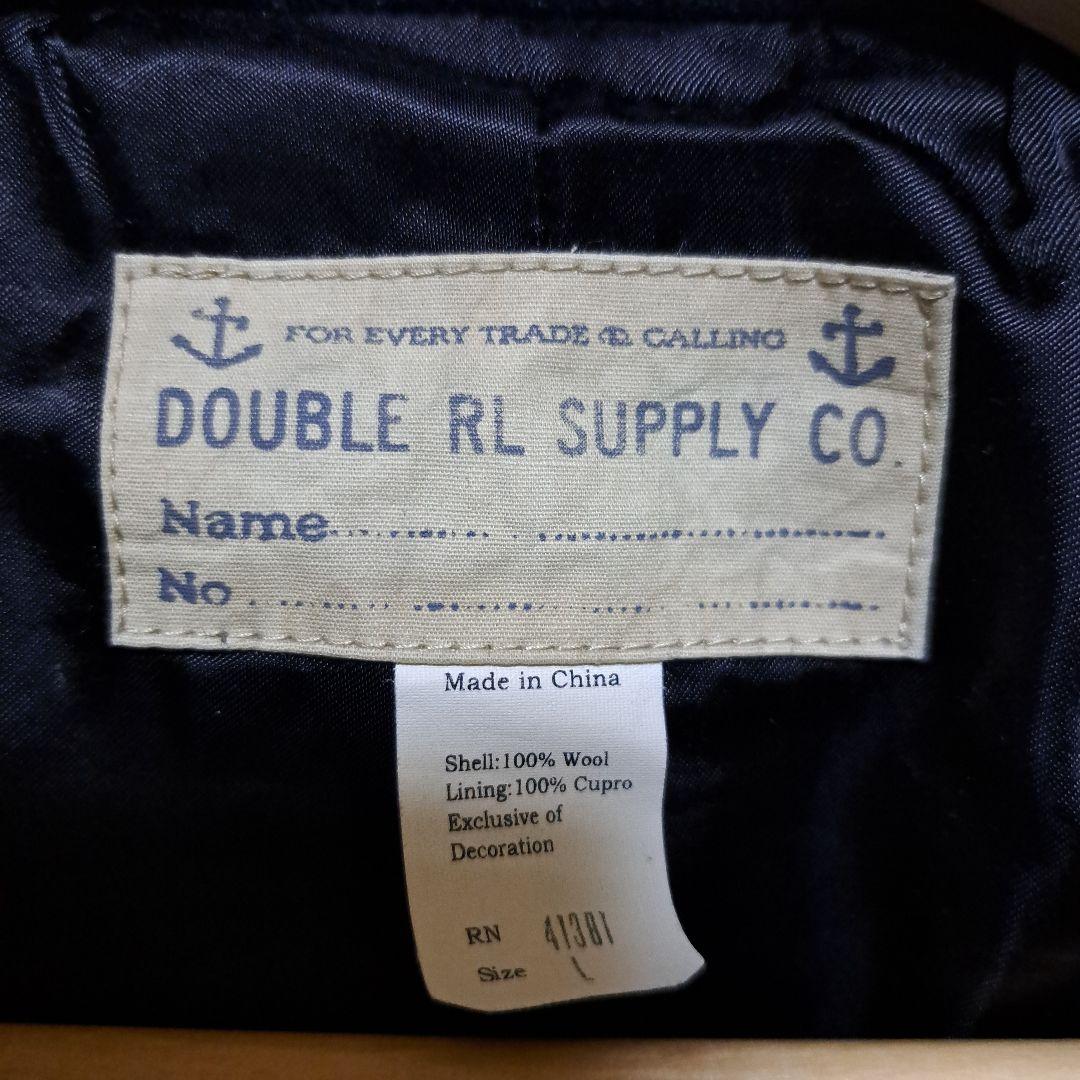 FOR EVERY TRADE & CALLING
DOUBLE RL SUPPLY CO.
Name
No
Made in China
Shell:100% Wool
Lining:100% Cupro
Exclusive of
Decoration
RN 41381
Size L